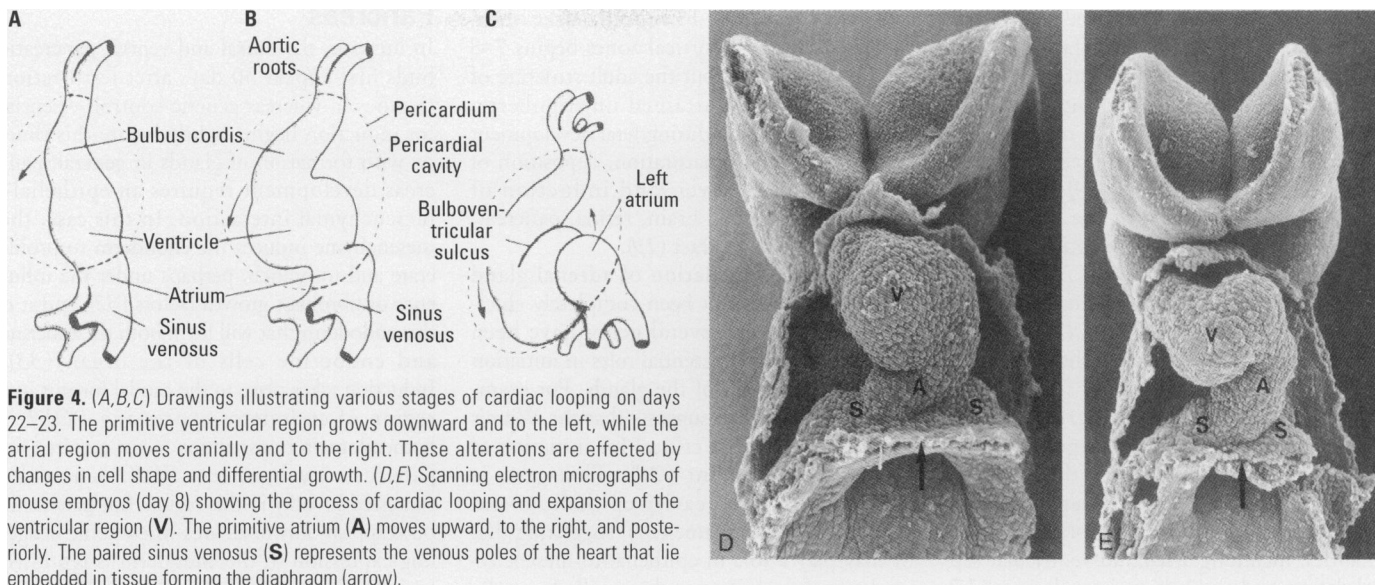 A
B
C
Aortic
roots
Pericardium
Bulbus cordis
Pericardial
cavity
Left
atrium
Bulboven-
tricular
sulcus
Ventricle
Atrium
Sinus
venosus
Sinus
venosus
Figure 4. (A,B,C) Drawings illustrating various stages of cardiac looping on days
22–23. The primitive ventricular region grows downward and to the left, while the
atrial region moves cranially and to the right. These alterations are effected by
changes in cell shape and differential growth. (D,E) Scanning electron micrographs of
mouse embryos (day 8) showing the process of cardiac looping and expansion of the
ventricular region (V). The primitive atrium (A) moves upward, to the right, and poste-
riorly. The paired sinus venosus (S) represents the venous poles of the heart that lie
embedded in tissue forming the diaphragm (arrow).
V
A
S
S
D
V
A
S
S
E